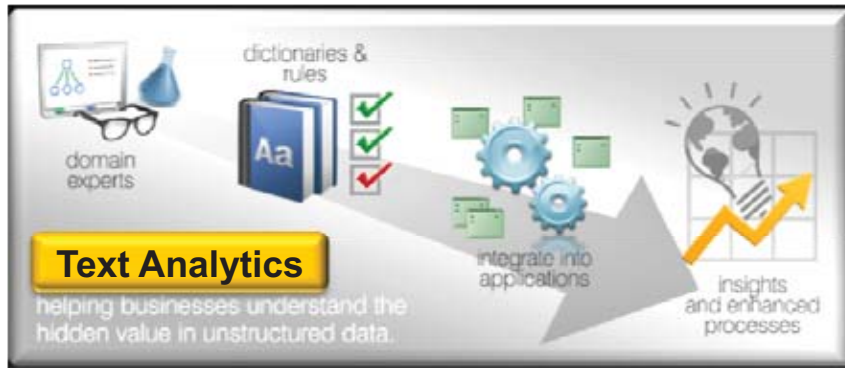 dictionaries &
rules
Aa
domain
experts
integrate into
applications
insights
and enhanced
processes
Text Analytics
helping businesses understand the
hidden value in unstructured data.